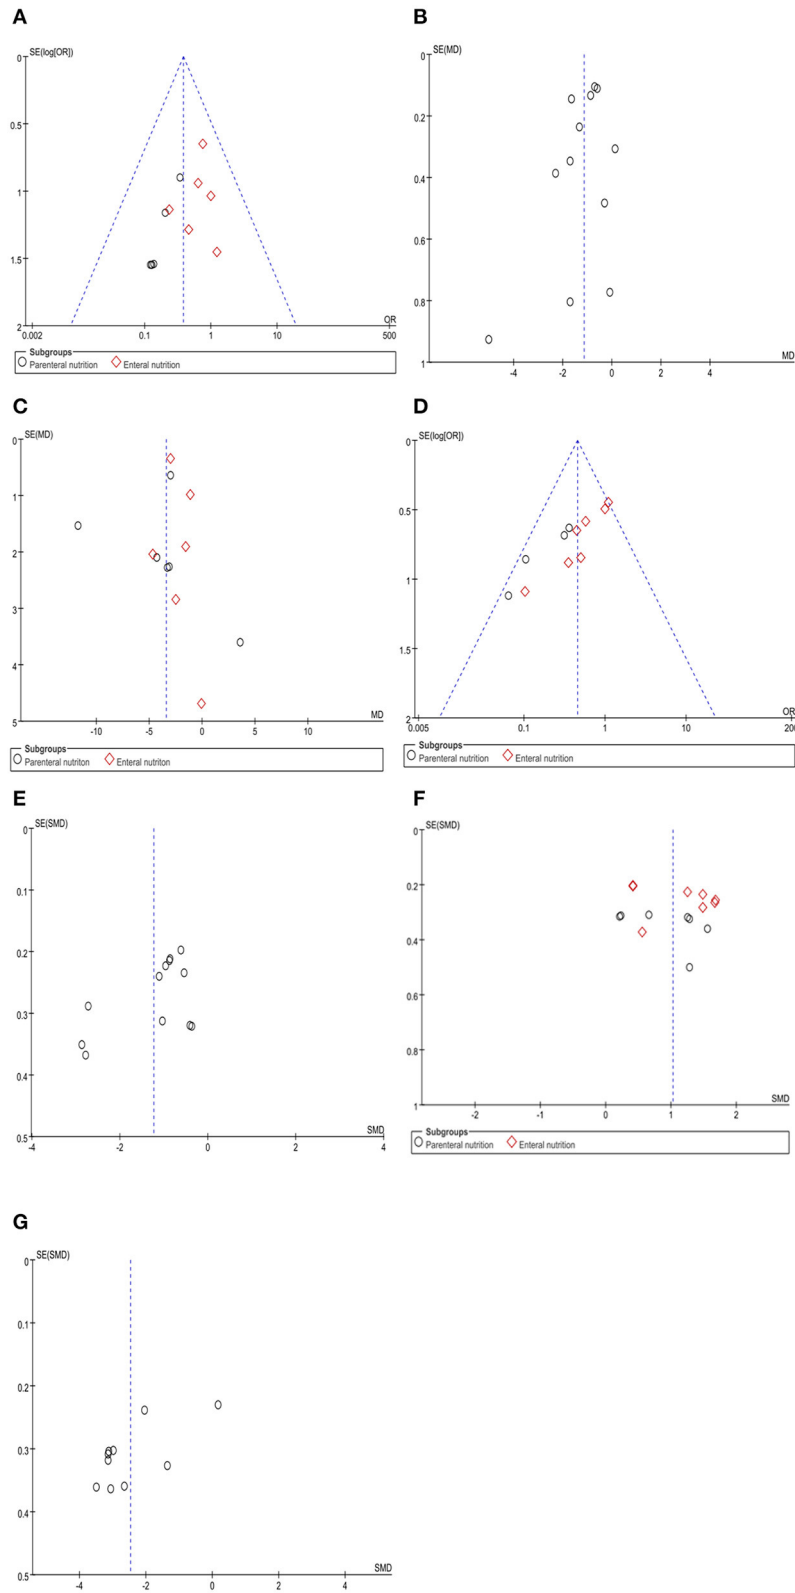 A
SE(log[OR])
0
0.5
1
1.5
2
OR
0.002 0.1 1 10 500
Subgroups
Parenteral nutrition Enteral nutrition
B
SE(MD)
0
0.2
0.4
0.6
0.8
1
MD
-4 -2 0 2 4
C
SE(MD)
0
1
2
3
4
5
MD
-10 -5 0 5 10
Subgroups
Parenteral nutriton Enteral nutriton
D
SE(log[OR])
0
0.5
1
1.5
2
OR
0.005 0.1 1 10 200
Subgroups
Parenteral nutrition Enteral nutrition
E
SE(SMD)
0
0.1
0.2
0.3
0.4
0.5
SMD
-4 -2 0 2 4
F
SE(SMD)
0
0.2
0.4
0.6
0.8
1
SMD
-2 -1 0 1 2
Subgroups
Parenteral nutrition Enteral nutrition
G
SE(SMD)
0
0.1
0.2
0.3
0.4
0.5
SMD
-4 -2 0 2 4